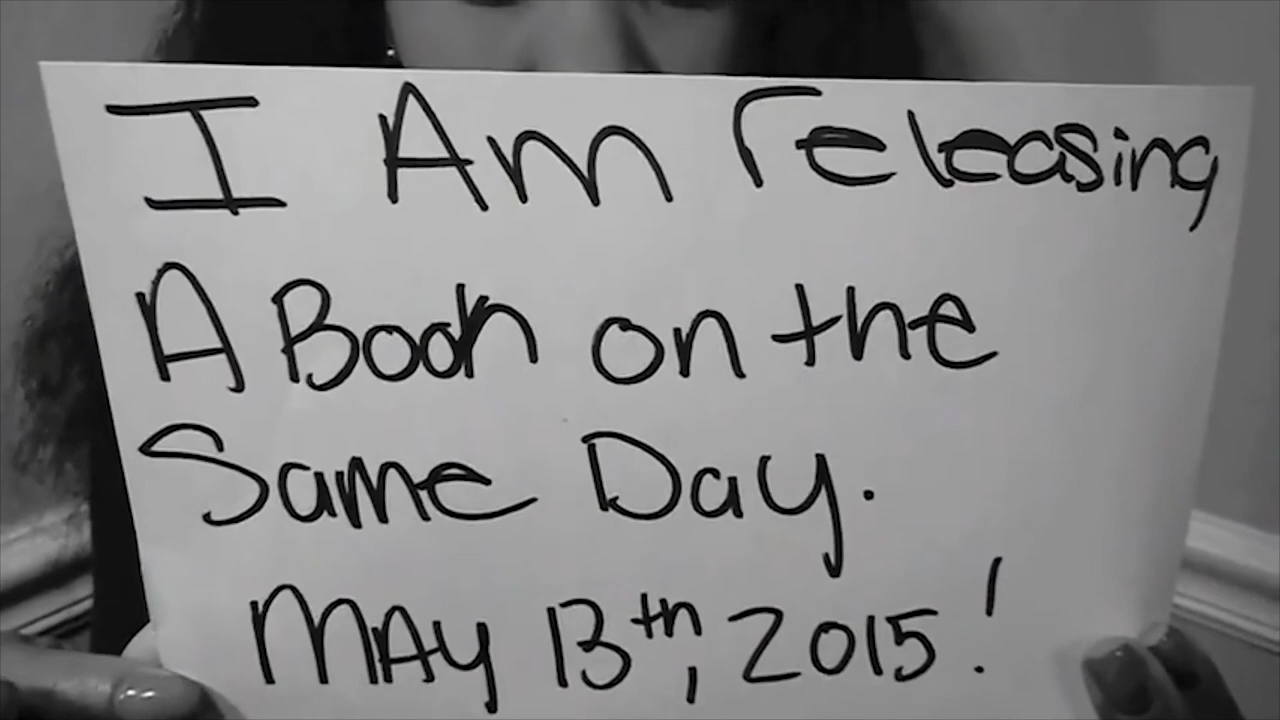 I Am releasing
A Book on the
Same Day.
MAY 13th, 2015!